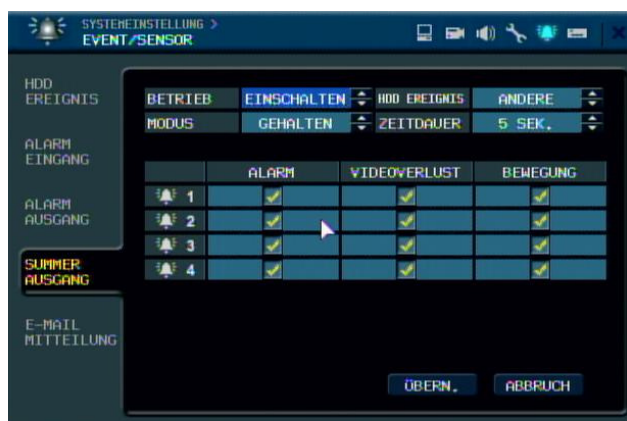 SYSTEMEINSTELLUNG >
EVENT/SENSOR
HDD
EREIGNIS
ALARM
EINGANG
ALARM
AUSGANG
SUMMER
AUSGANG
E-MAIL
MITTEILUNG
BETRIEB EINSCHALTEN HDD EREIGNIS ANDERE
MODUS GEHALTEN ZEITDAUER 5 SEK.
ALARM VIDEOVERLUST BEWEGUNG
1
2
3
4
ÜBERN. ABBRUCH